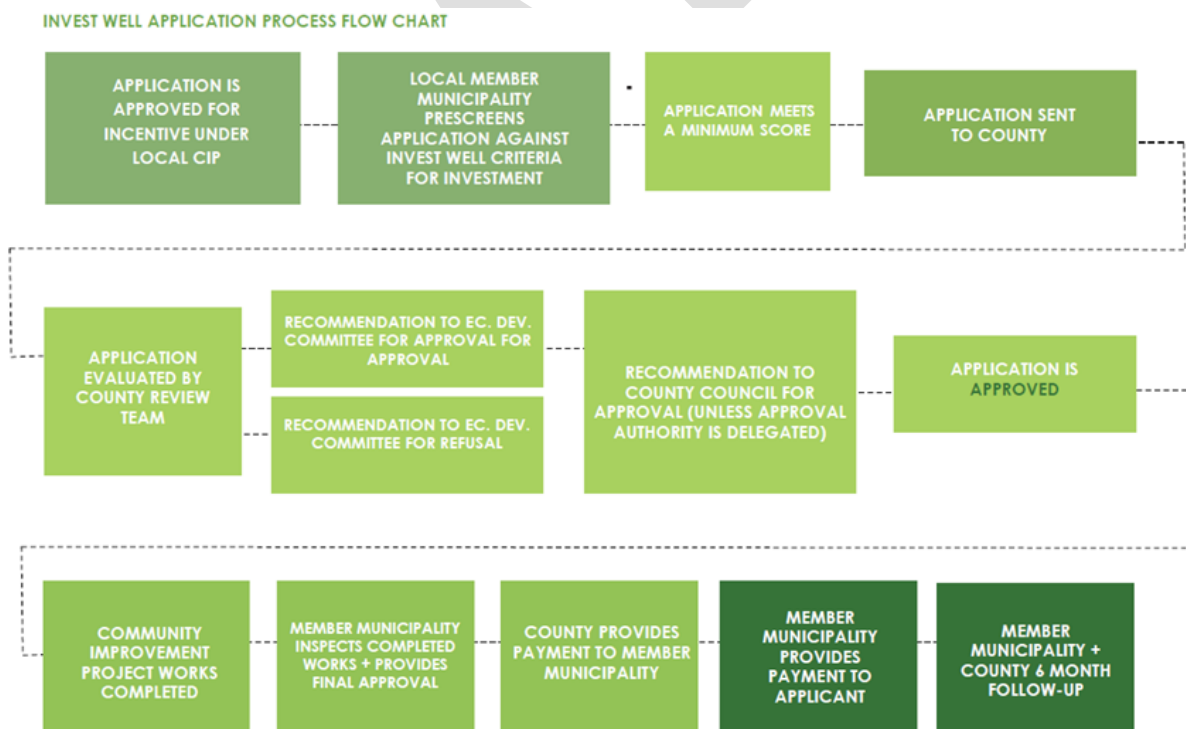 INVEST WELL APPLICATION PROCESS FLOW CHART
APPLICATION IS
APPROVED FOR
INCENTIVE UNDER
LOCAL CIP
LOCAL MEMBER
MUNICIPALITY
PRESCREENS
APPLICATION AGAINST
INVEST WELL CRITERIA
FOR INVESTMENT
APPLICATION MEETS
A MINIMUM SCORE
APPLICATION SENT
TO COUNTY
APPLICATION
EVALUATED BY
COUNTY REVIEW
TEAM
RECOMMENDATION TO EC. DEV.
COMMITTEE FOR APPROVAL FOR
APPROVAL
RECOMMENDATION TO EC. DEV.
COMMITTEE FOR REFUSAL
RECOMMENDATION TO
COUNTY COUNCIL FOR
APPROVAL (UNLESS APPROVAL
AUTHORITY IS DELEGATED)
APPLICATION IS
APPROVED
COMMUNITY
IMPROVEMENT
PROJECT WORKS
COMPLETED
MEMBER MUNICIPALITY
INSPECTS COMPLETED
WORKS + PROVIDES
FINAL APPROVAL
COUNTY PROVIDES
PAYMENT TO MEMBER
MUNICIPALITY
MEMBER
MUNICIPALITY
PROVIDES
PAYMENT TO
APPLICANT
MEMBER
MUNICIPALITY +
COUNTY 6 MONTH
FOLLOW-UP